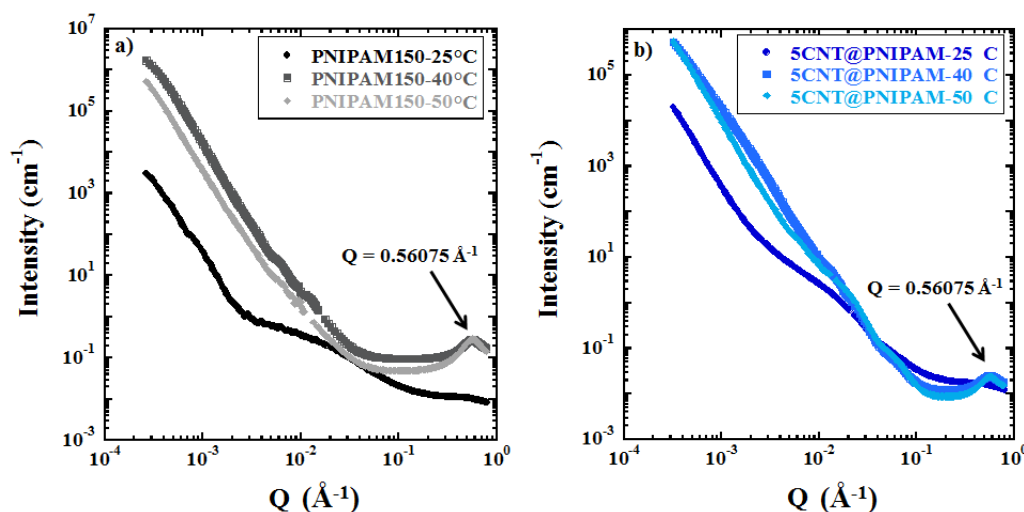 a)
PNIPAM150-25°C
PNIPAM150-40°C
PNIPAM150-50°C
Q = 0.56075 Å-1
Intensity (cm-1)
10^7
10^5
10^3
10^1
10^-1
10^-3
10^-4
10^-3
10^-2
10^-1
10^0
Q (Å-1)
b)
5CNT@PNIPAM-25 C
5CNT@PNIPAM-40 C
5CNT@PNIPAM-50 C
Q = 0.56075 Å-1
Intensity (cm-1)
10^5
10^3
10^1
10^-1
10^-3
10^-4
10^-3
10^-2
10^-1
10^0
Q (Å-1)